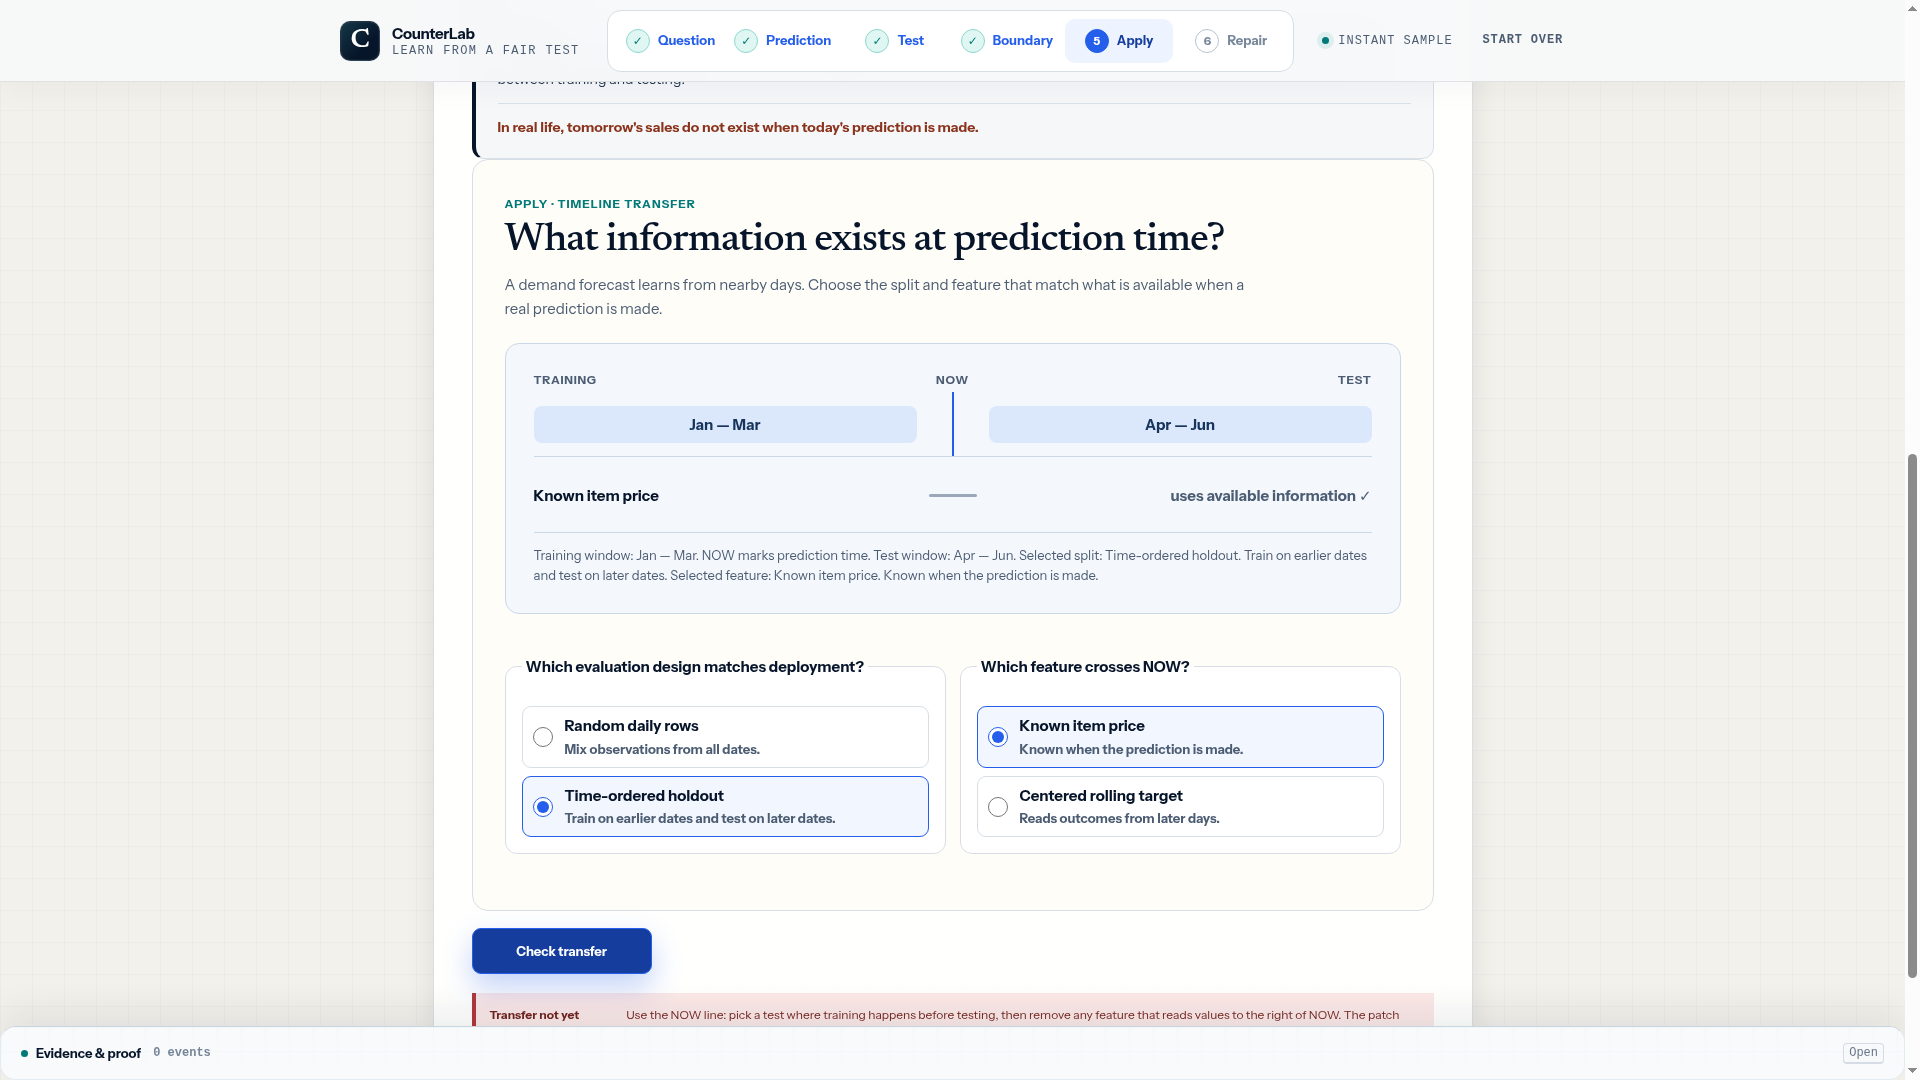 C
CounterLab
LEARN FROM A FAIR TEST
✓ Question
✓ Prediction
✓ Test
✓ Boundary
5 Apply
6 Repair
INSTANT SAMPLE
START OVER
between training and testing.
In real life, tomorrow's sales do not exist when today's prediction is made.
APPLY · TIMELINE TRANSFER
What information exists at prediction time?
A demand forecast learns from nearby days. Choose the split and feature that match what is available when a
real prediction is made.
TRAINING NOW TEST
Jan — Mar Apr — Jun
Known item price uses available information ✓
Training window: Jan — Mar. NOW marks prediction time. Test window: Apr — Jun. Selected split: Time-ordered holdout. Train on earlier dates
and test on later dates. Selected feature: Known item price. Known when the prediction is made.
Which evaluation design matches deployment?
Random daily rows
Mix observations from all dates.
Time-ordered holdout
Train on earlier dates and test on later dates.
Which feature crosses NOW?
Known item price
Known when the prediction is made.
Centered rolling target
Reads outcomes from later days.
Check transfer
Transfer not yet Use the NOW line: pick a test where training happens before testing, then remove any feature that reads values to the right of NOW. The patch
Evidence & proof 0 events Open